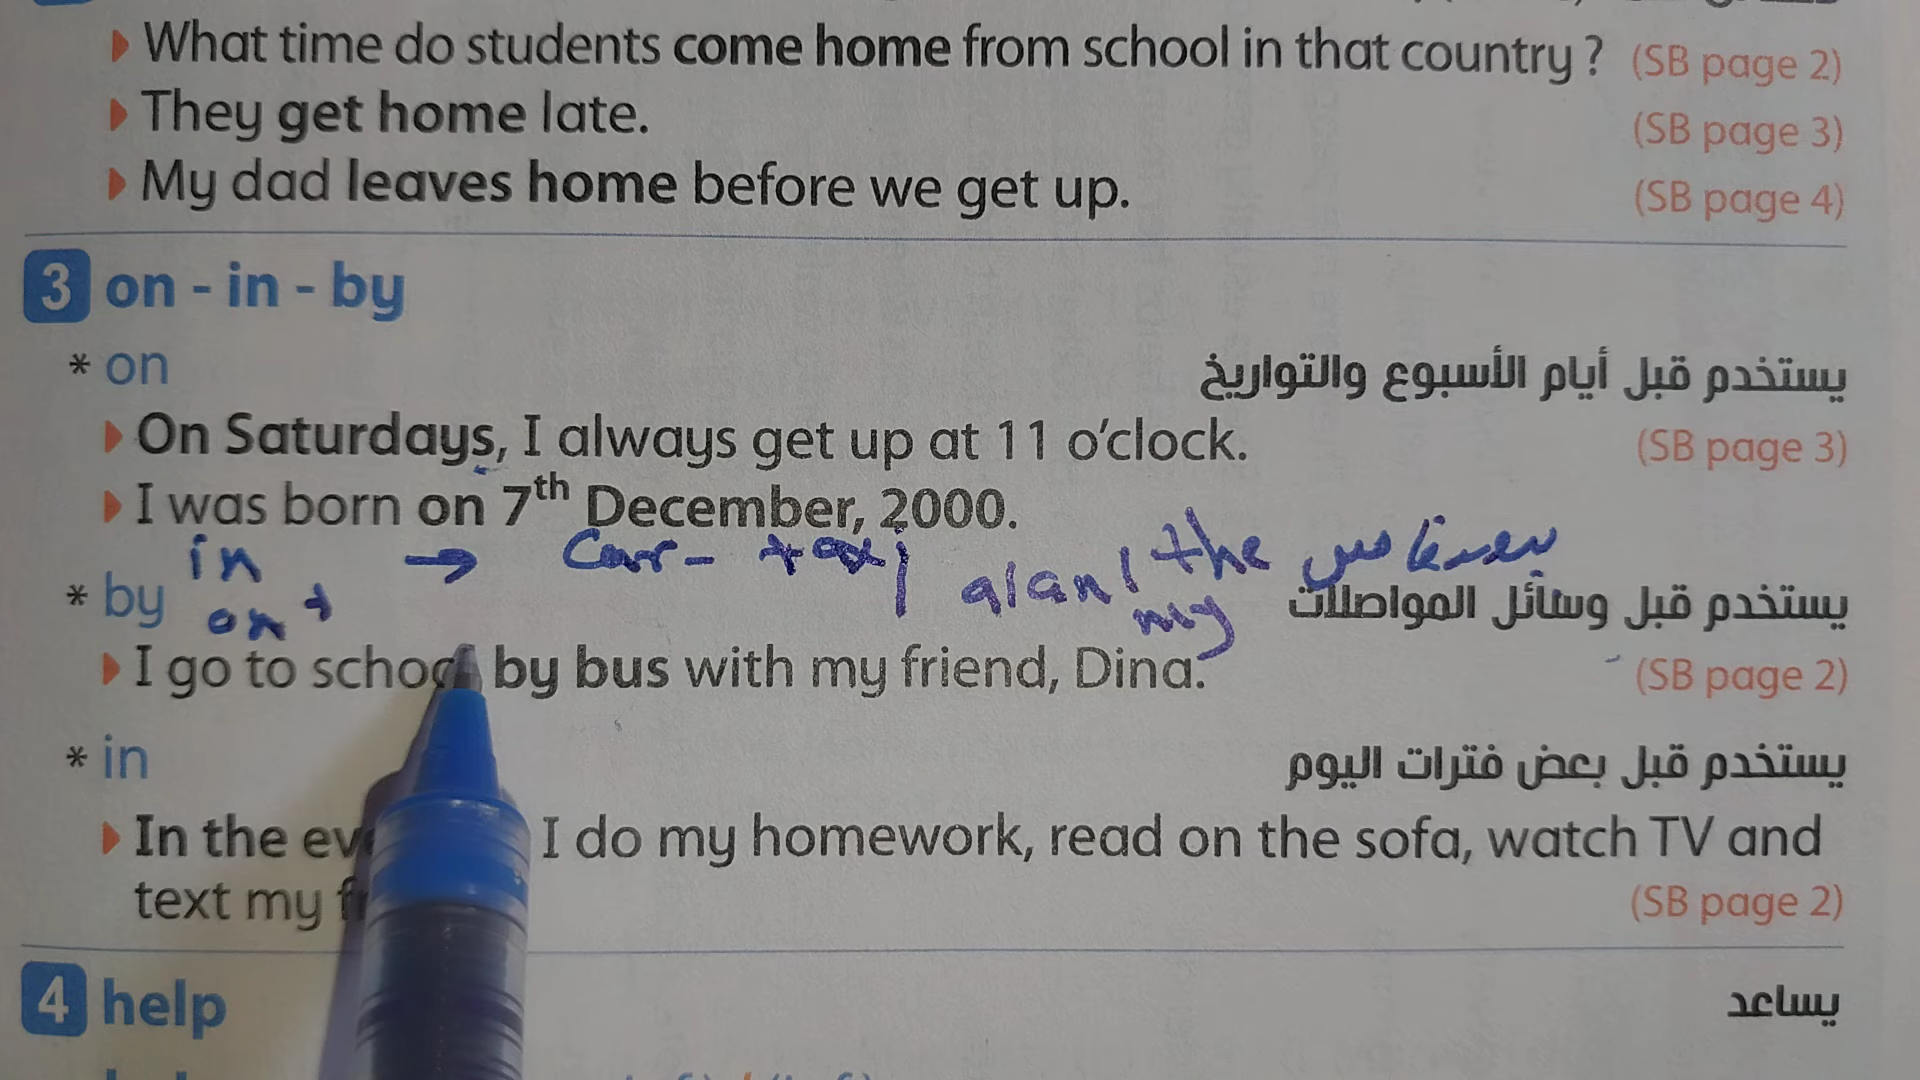 What time do students come home from school in that country ? (SB page 2)
They get home late. (SB page 3)
My dad leaves home before we get up. (SB page 4)
3 on - in - by
* on يستخدم قبل أيام الأسبوع والتواريخ
On Saturdays, I always get up at 11 o'clock. (SB page 3)
I was born on 7th December, 2000.
in → car - taxi | a/an/ the
on + my
* by يستخدم قبل وسائل المواصلات
I go to school by bus with my friend, Dina. (SB page 2)
* in يستخدم قبل بعض فترات اليوم
In the I do my homework, read on the sofa, watch TV and
text my (SB page 2)
4 help يساعد